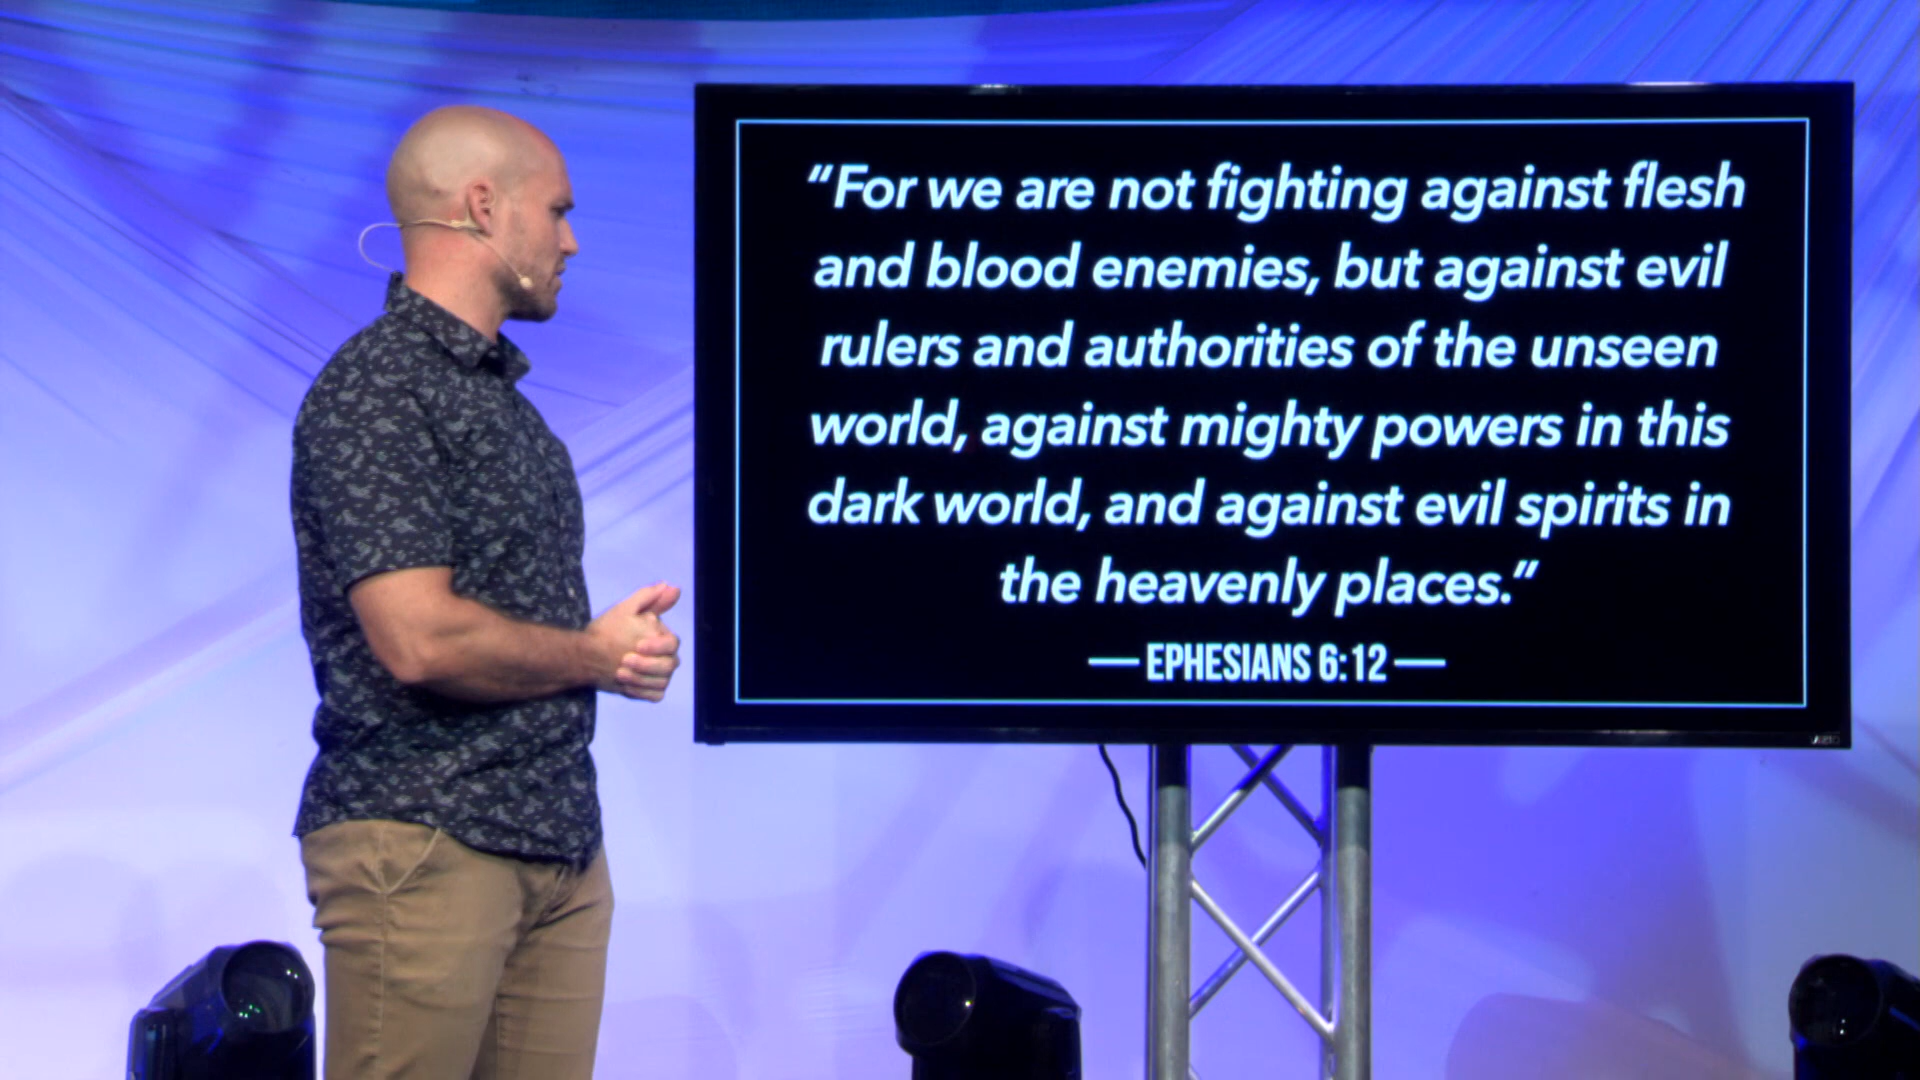 “For we are not fighting against flesh
and blood enemies, but against evil
rulers and authorities of the unseen
world, against mighty powers in this
dark world, and against evil spirits in
the heavenly places.”
— EPHESIANS 6:12 —
VIZIO